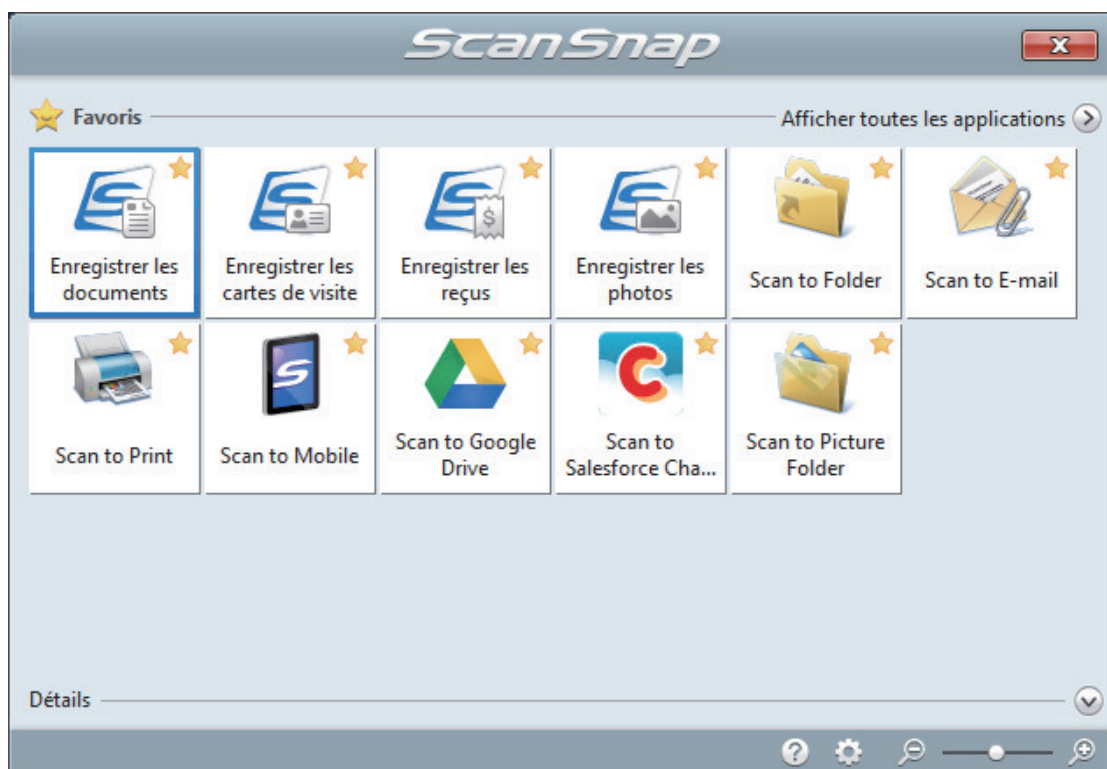 ScanSnap
Favoris
Afficher toutes les applications
Enregistrer les
documents
Enregistrer les
cartes de visite
Enregistrer les
reçus
Enregistrer les
photos
Scan to Folder
Scan to E-mail
Scan to Print
Scan to Mobile
Scan to Google
Drive
Scan to
Salesforce Cha...
Scan to Picture
Folder
Détails